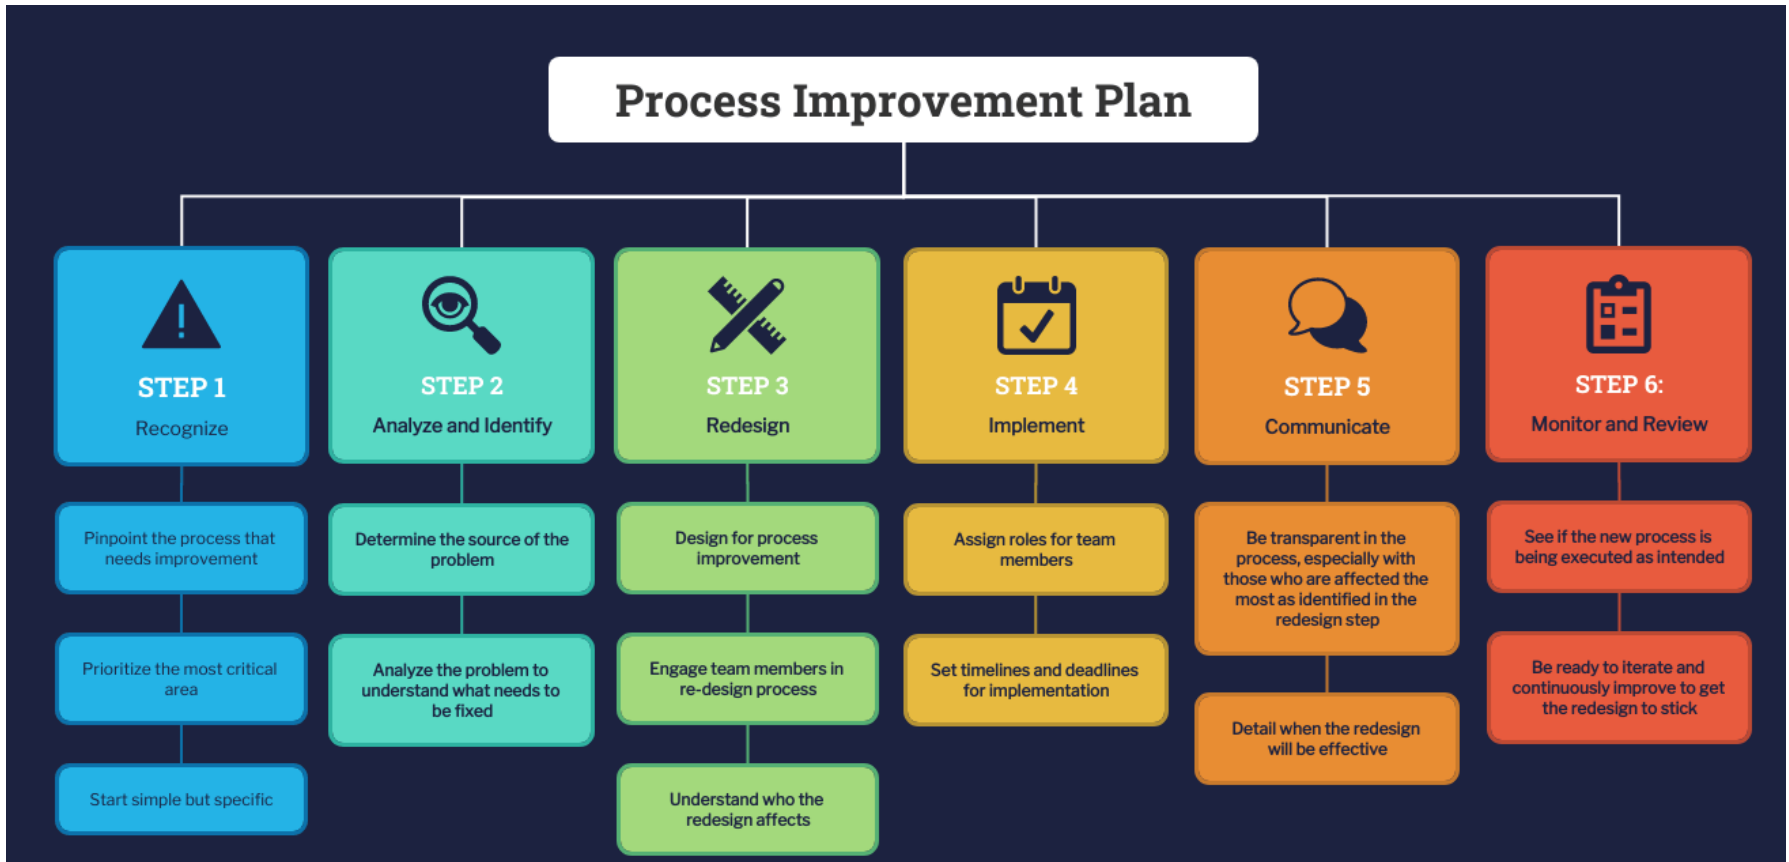 Process Improvement Plan
STEP 1
Recognize
Pinpoint the process that
needs improvement
Prioritize the most critical
area
Start simple but specific
STEP 2
Analyze and Identify
Determine the source of the
problem
Analyze the problem to
understand what needs to
be fixed
STEP 3
Redesign
Design for process
improvement
Engage team members in
re-design process
Understand who the
redesign affects
STEP 4
Implement
Assign roles for team
members
Set timelines and deadlines
for implementation
STEP 5
Communicate
Be transparent in the
process, especially with
those who are affected the
most as identified in the
redesign step
Detail when the redesign
will be effective
STEP 6:
Monitor and Review
See if the new process is
being executed as intended
Be ready to iterate and
continuously improve to get
the redesign to stick